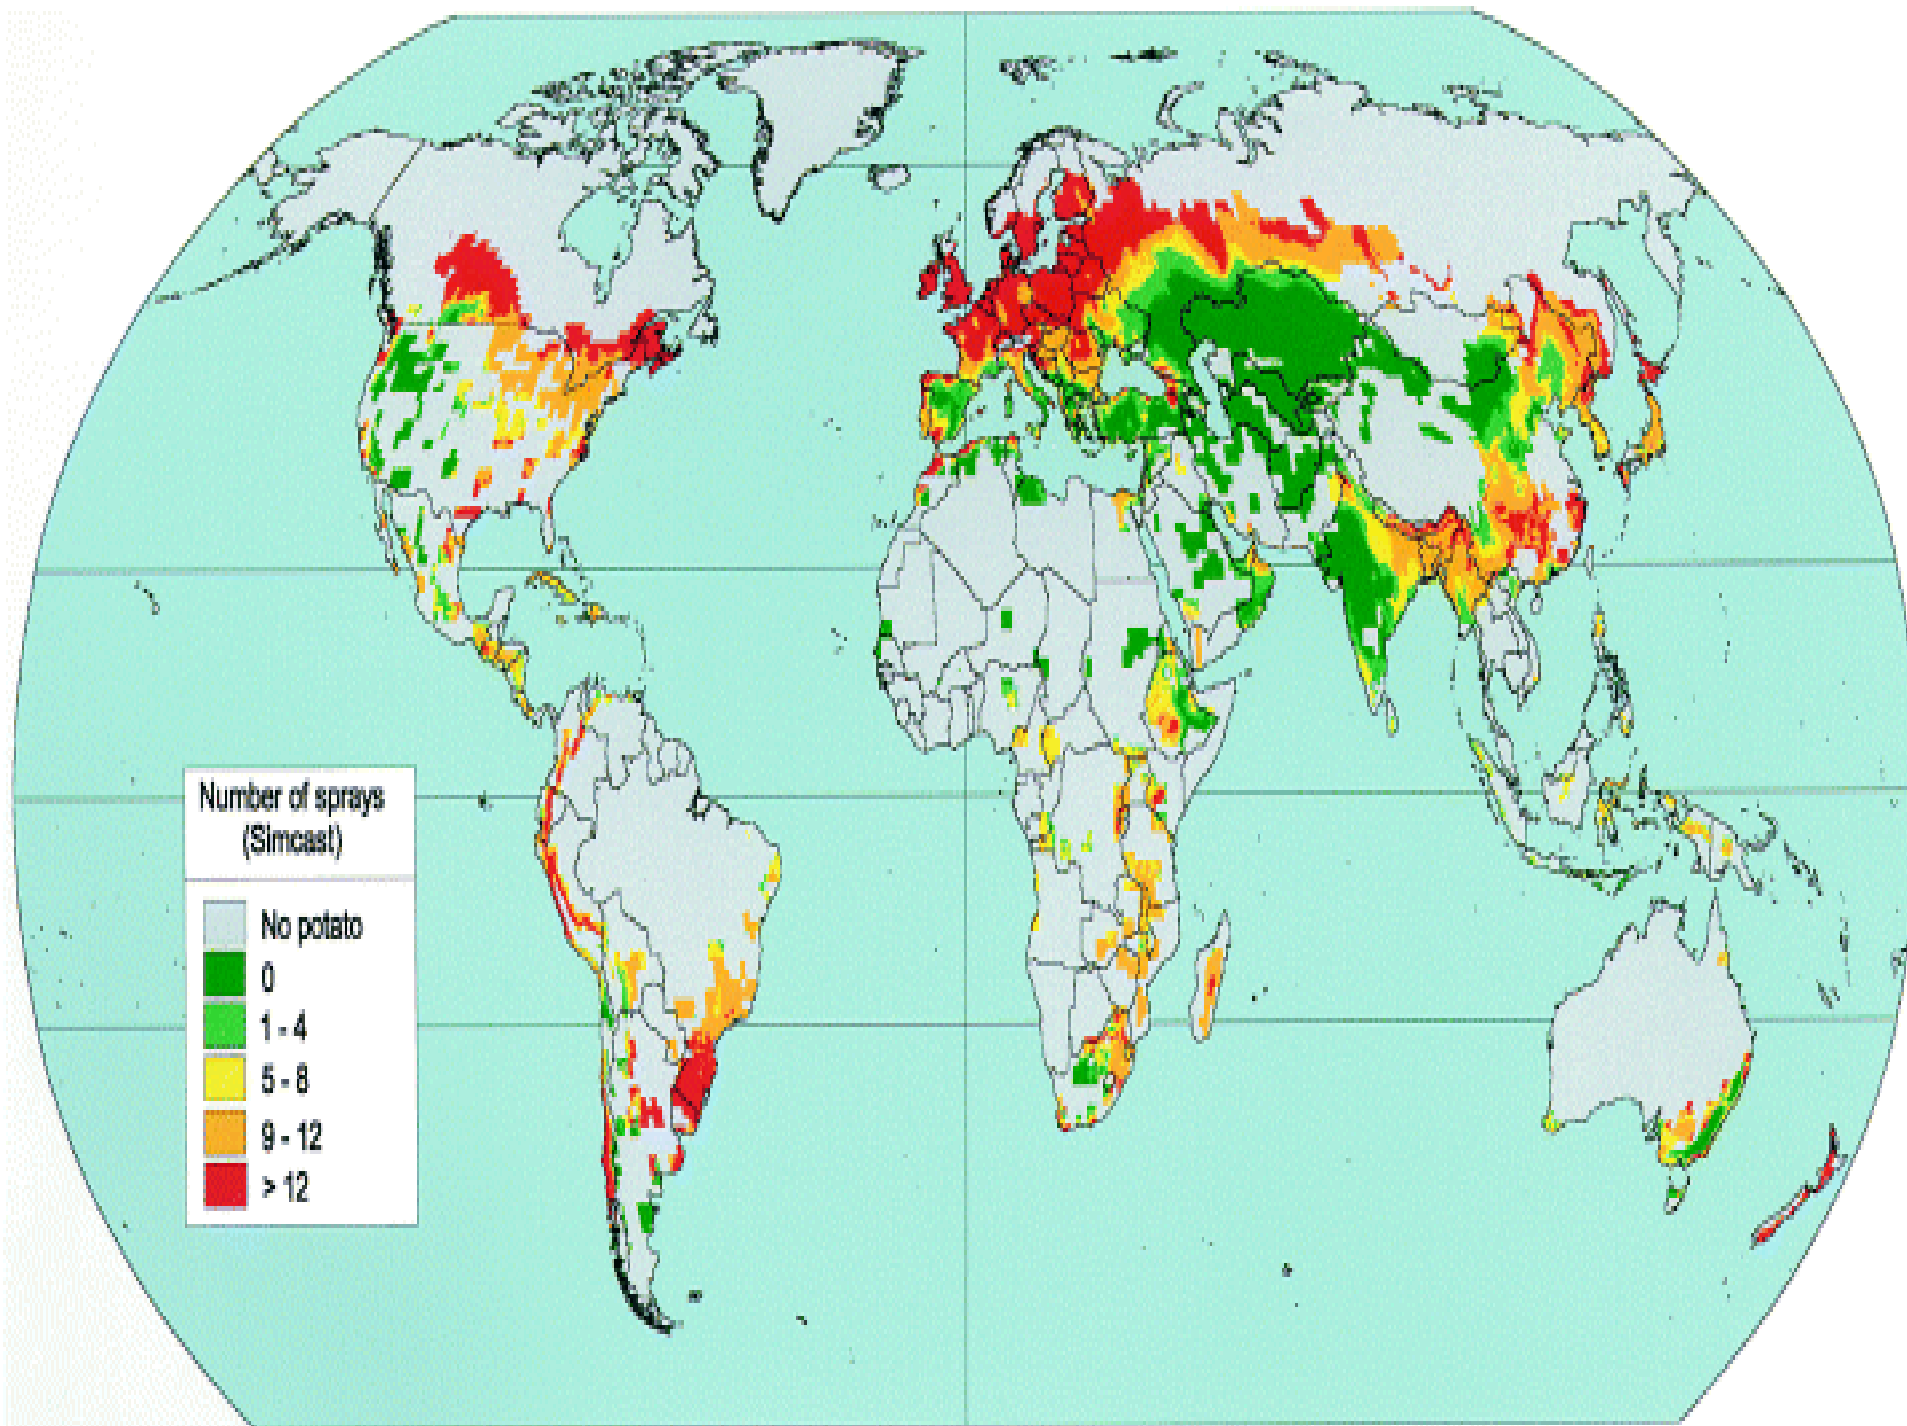 Number of sprays
(Simcast)
No potato
0
1 - 4
5 - 8
9 - 12
> 12